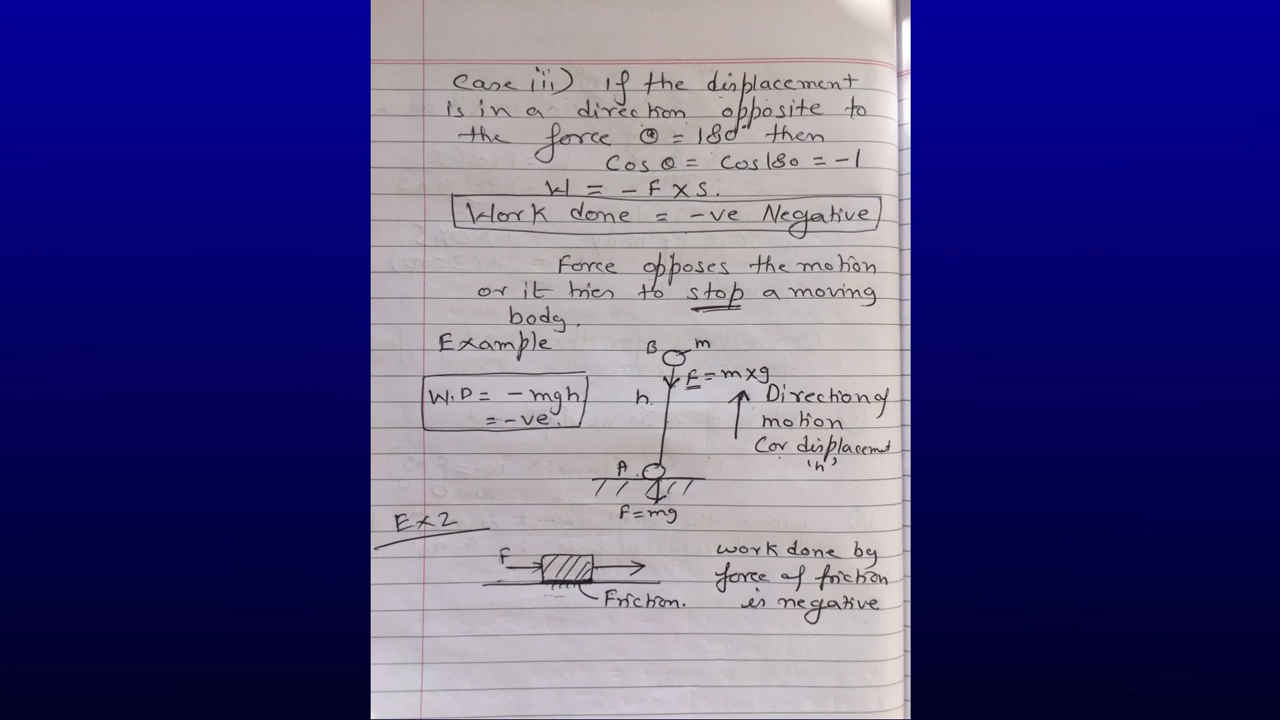 Case iii) If the displacement
is in a direction opposite to
the force θ = 180° then
Cos θ = Cos 180 = -1
W = - F x S.
Work done = -ve Negative
Force opposes the motion
or it tries to stop a moving
body.
Example
B m
F = m x g
W.D = - mgh
= -ve.
h.
Direction of
motion
(or displacement
'h'
A.
F = mg
Ex 2
F
Friction.
work done by
force of friction
is negative